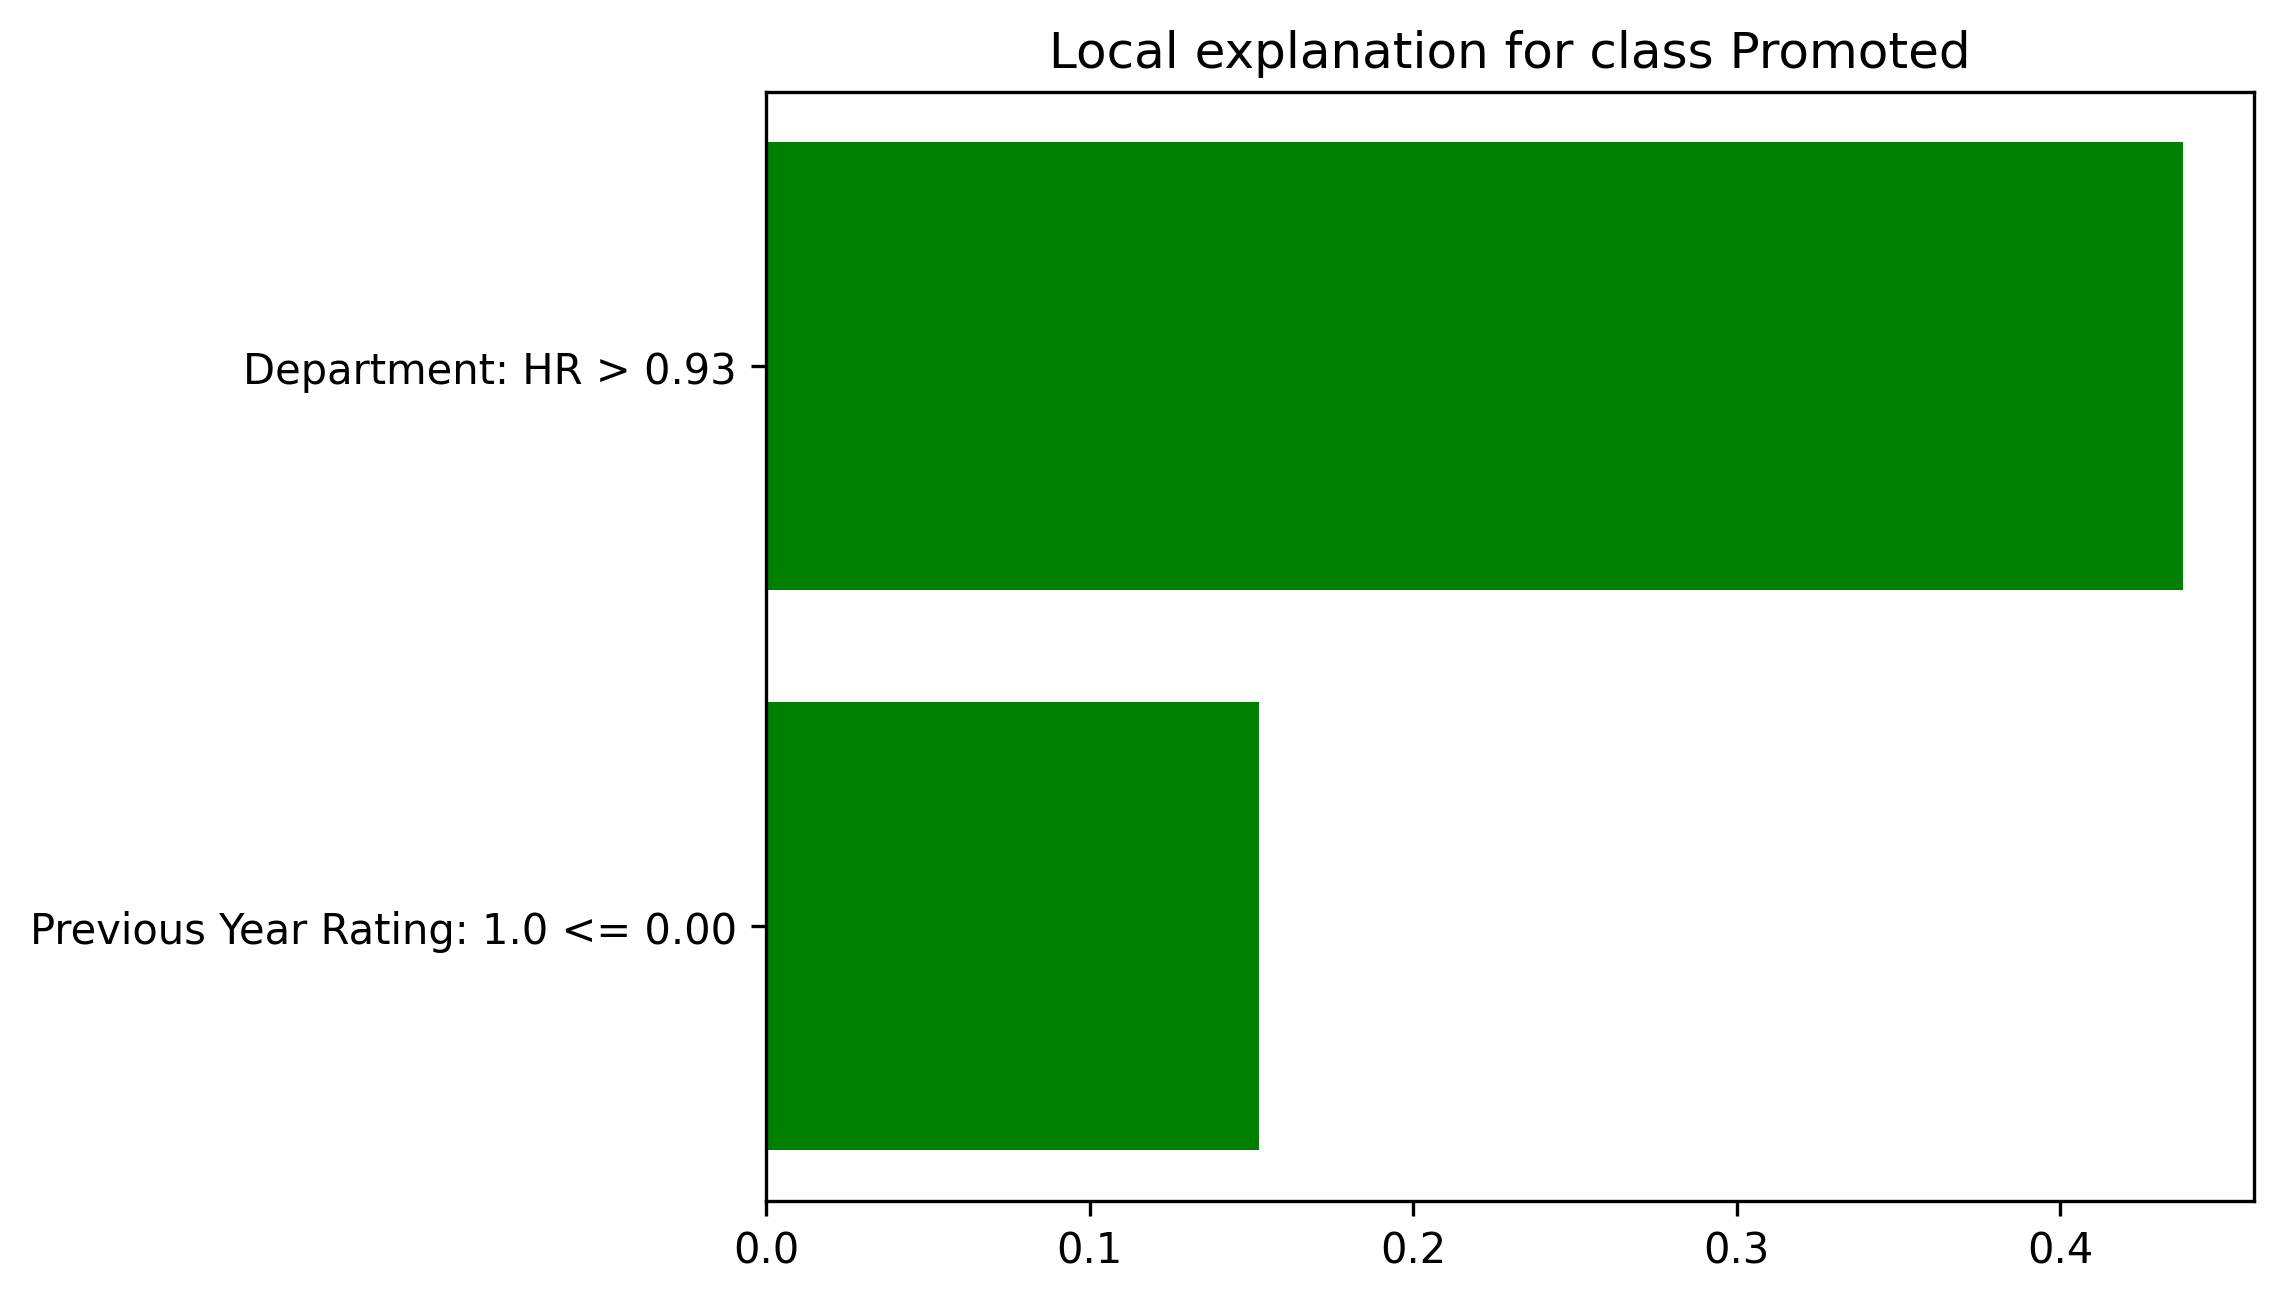 Local explanation for class Promoted
Department: HR > 0.93
Previous Year Rating: 1.0 <= 0.00
0.0 0.1 0.2 0.3 0.4